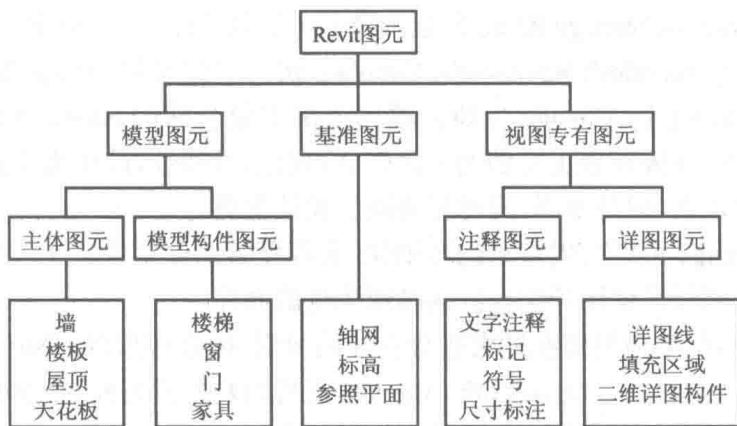 Revit图元
模型图元
基准图元
视图专有图元
主体图元
模型构件图元
注释图元
详图图元
墙
楼板
屋顶
天花板
楼梯
窗
门
家具
轴网
标高
参照平面
文字注释
标记
符号
尺寸标注
详图线
填充区域
二维详图构件